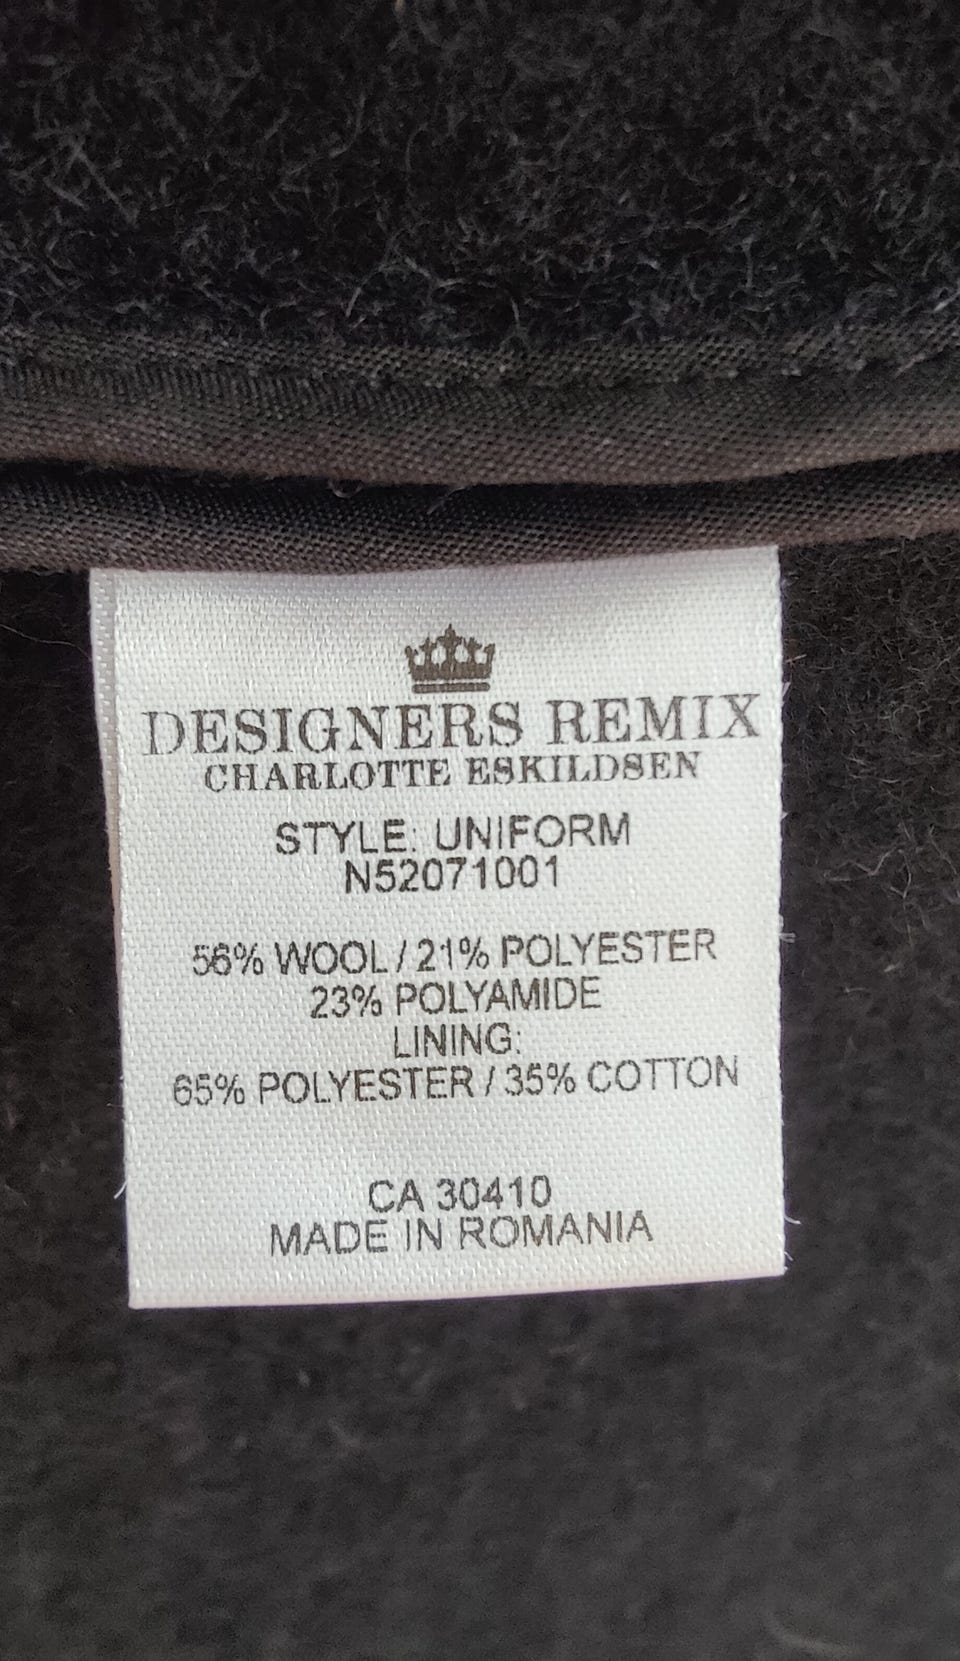 DESIGNERS REMIX
CHARLOTTE ESKILDSEN
STYLE: UNIFORM
N52071001
56% WOOL / 21% POLYESTER
23% POLYAMIDE
LINING:
65% POLYESTER / 35% COTTON
CA 30410
MADE IN ROMANIA